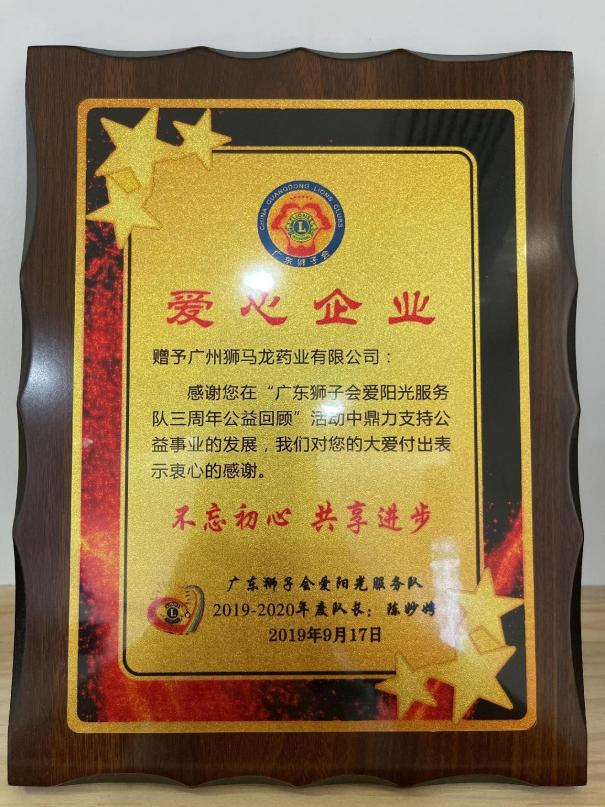 CHINA GUANGDONG LIONS CLUBS
LIONS
L
广东狮子会
爱心企业
赠予广州狮马龙药业有限公司：
感谢您在“广东狮子会爱阳光服务
队三周年公益回顾”活动中鼎力支持公
益事业的发展，我们对您的大爱付出表
示衷心的感谢。
不忘初心 共享进步
广东狮子会爱阳光服务队
2019-2020年度队长：陈妙娉
2019年9月17日